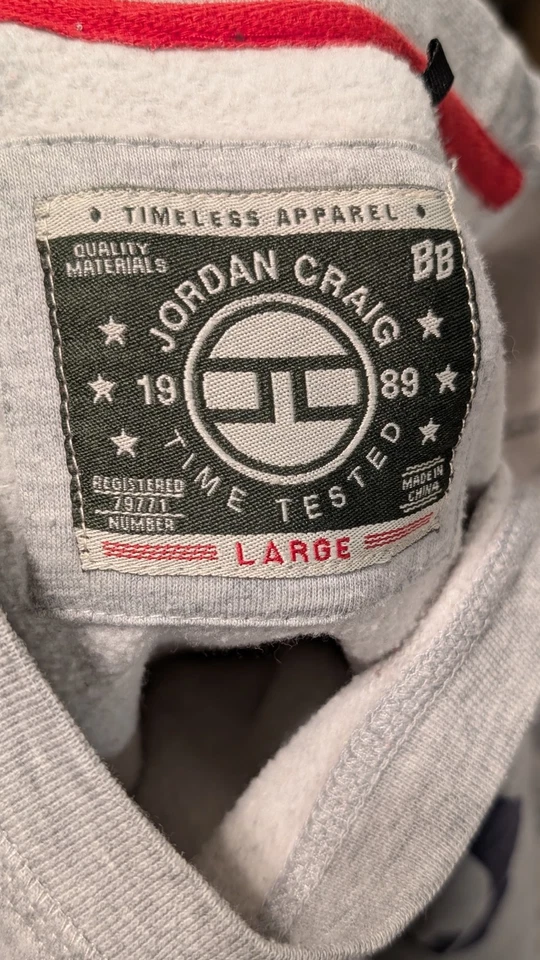 • TIMELESS APPAREL •
QUALITY
MATERIALS
BB
JORDAN CRAIG
19 89
TIME TESTED
REGISTERED
79771
NUMBER
MADE IN
CHINA
LARGE